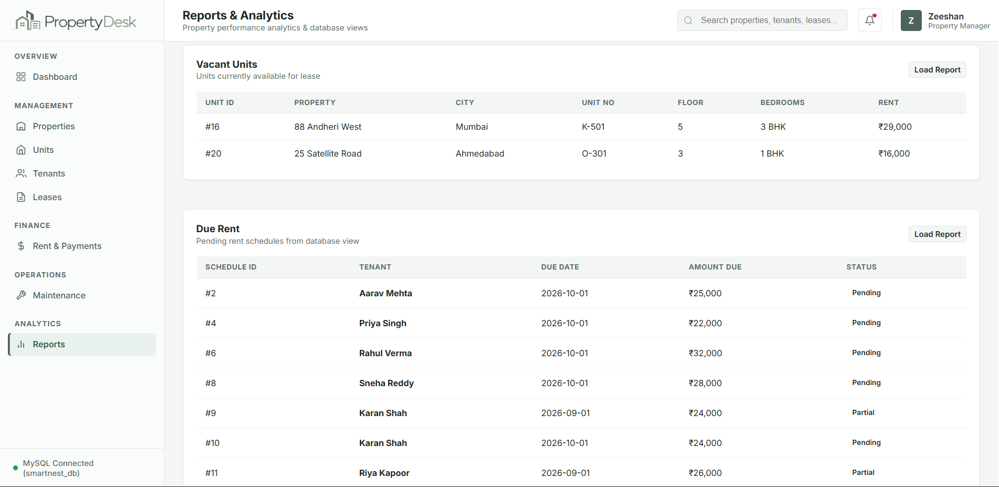 PropertyDesk
Reports & Analytics
Property performance analytics & database views
Search properties, tenants, leases...
Z
Zeeshan
Property Manager
OVERVIEW
Dashboard
MANAGEMENT
Properties
Units
Tenants
Leases
FINANCE
Rent & Payments
OPERATIONS
Maintenance
ANALYTICS
Reports
MySQL Connected
(smartnest_db)
Vacant Units
Units currently available for lease
Load Report
UNIT ID PROPERTY CITY UNIT NO FLOOR BEDROOMS RENT
#16 88 Andheri West Mumbai K-501 5 3 BHK ₹29,000
#20 25 Satellite Road Ahmedabad O-301 3 1 BHK ₹16,000
Due Rent
Pending rent schedules from database view
Load Report
SCHEDULE ID TENANT DUE DATE AMOUNT DUE STATUS
#2 Aarav Mehta 2026-10-01 ₹25,000 Pending
#4 Priya Singh 2026-10-01 ₹22,000 Pending
#6 Rahul Verma 2026-10-01 ₹32,000 Pending
#8 Sneha Reddy 2026-10-01 ₹28,000 Pending
#9 Karan Shah 2026-09-01 ₹24,000 Partial
#10 Karan Shah 2026-10-01 ₹24,000 Pending
#11 Riya Kapoor 2026-09-01 ₹26,000 Partial